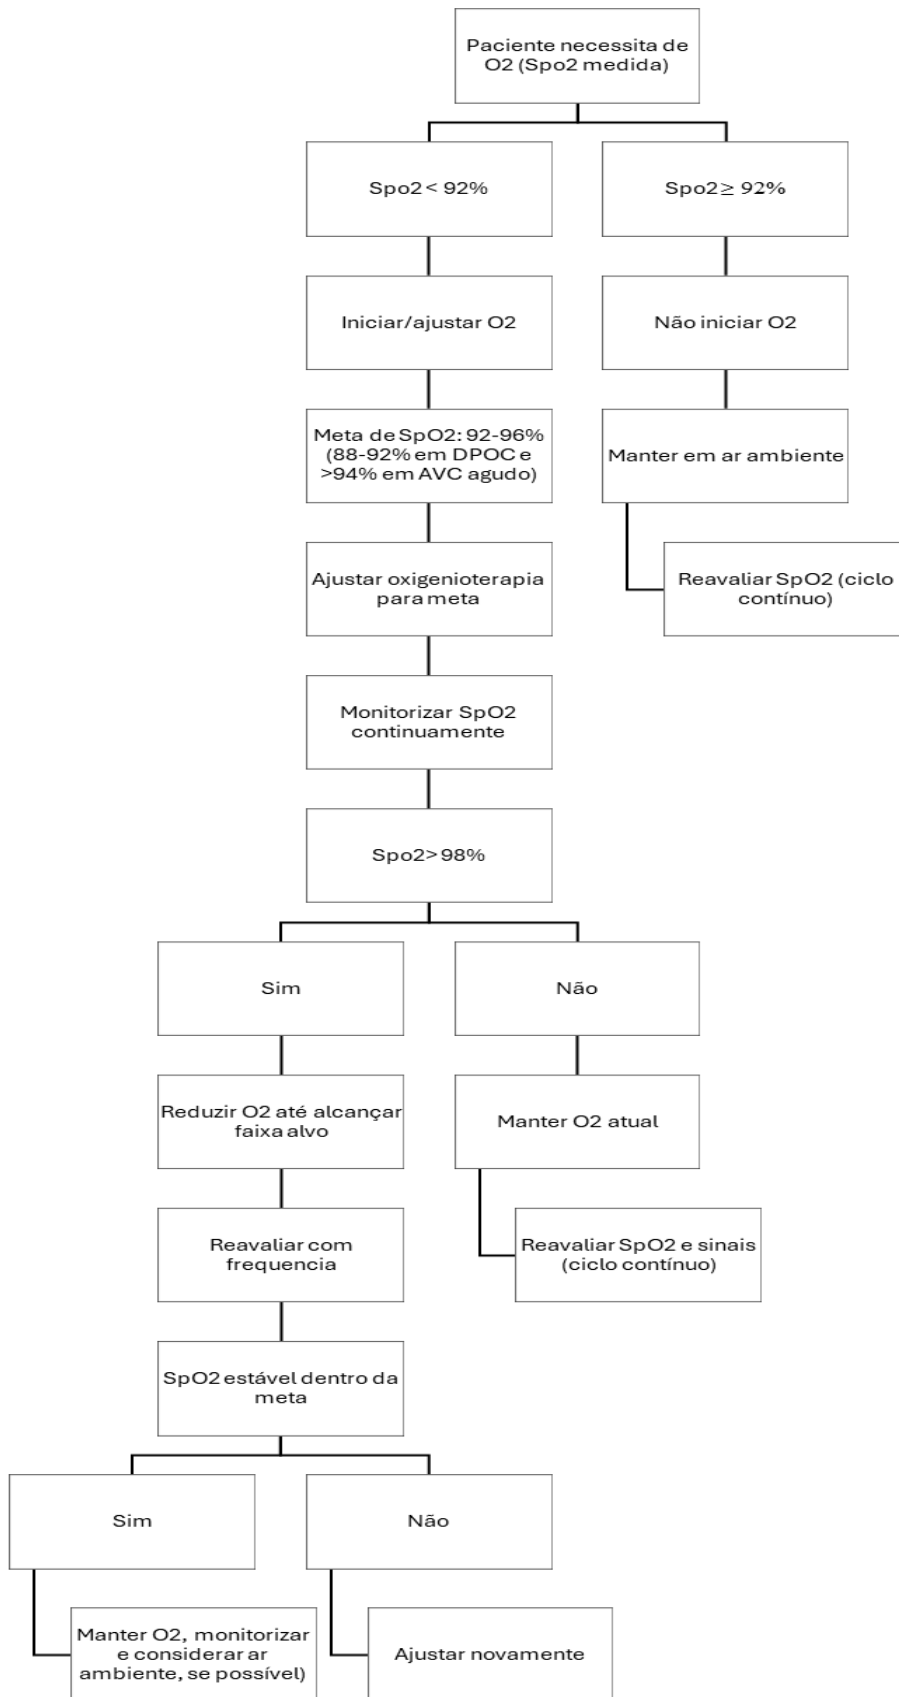 Paciente necessita de
O2 (Spo2 medida)
Spo2 < 92%
Spo2 ≥ 92%
Iniciar/ajustar O2
Não iniciar O2
Meta de SpO2: 92-96%
(88-92% em DPOC e
>94% em AVC agudo)
Manter em ar ambiente
Ajustar oxigenioterapia
para meta
Reavaliar SpO2 (ciclo
contínuo)
Monitorizar SpO2
continuamente
Spo2> 98%
Sim
Não
Reduzir O2 até alcançar
faixa alvo
Manter O2 atual
Reavaliar com
frequencia
Reavaliar SpO2 e sinais
(ciclo contínuo)
SpO2 estável dentro da
meta
Sim
Não
Manter O2, monitorizar
e considerar ar
ambiente, se possível)
Ajustar novamente